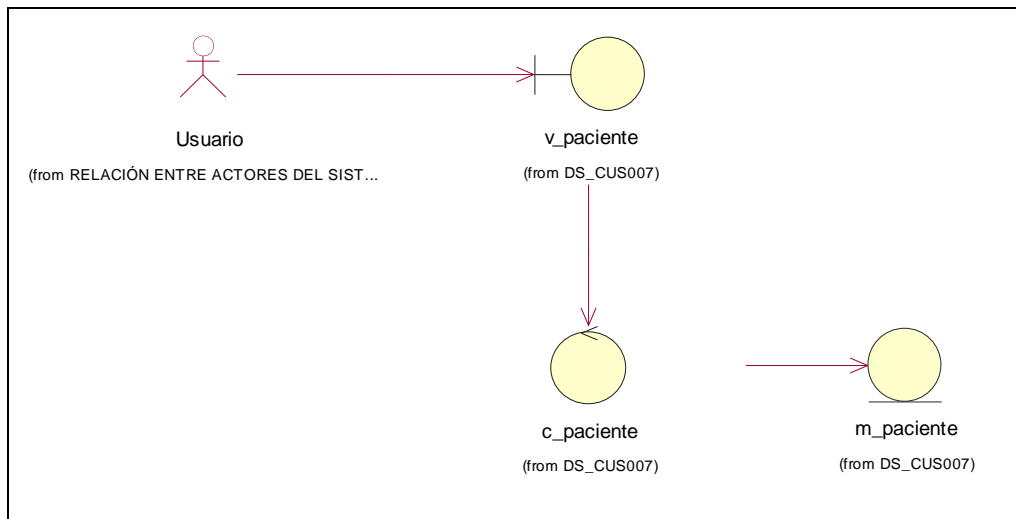 Usuario
(from RELACIÓN ENTRE ACTORES DEL SIST...
v_paciente
(from DS_CUS007)
c_paciente
(from DS_CUS007)
m_paciente
(from DS_CUS007)